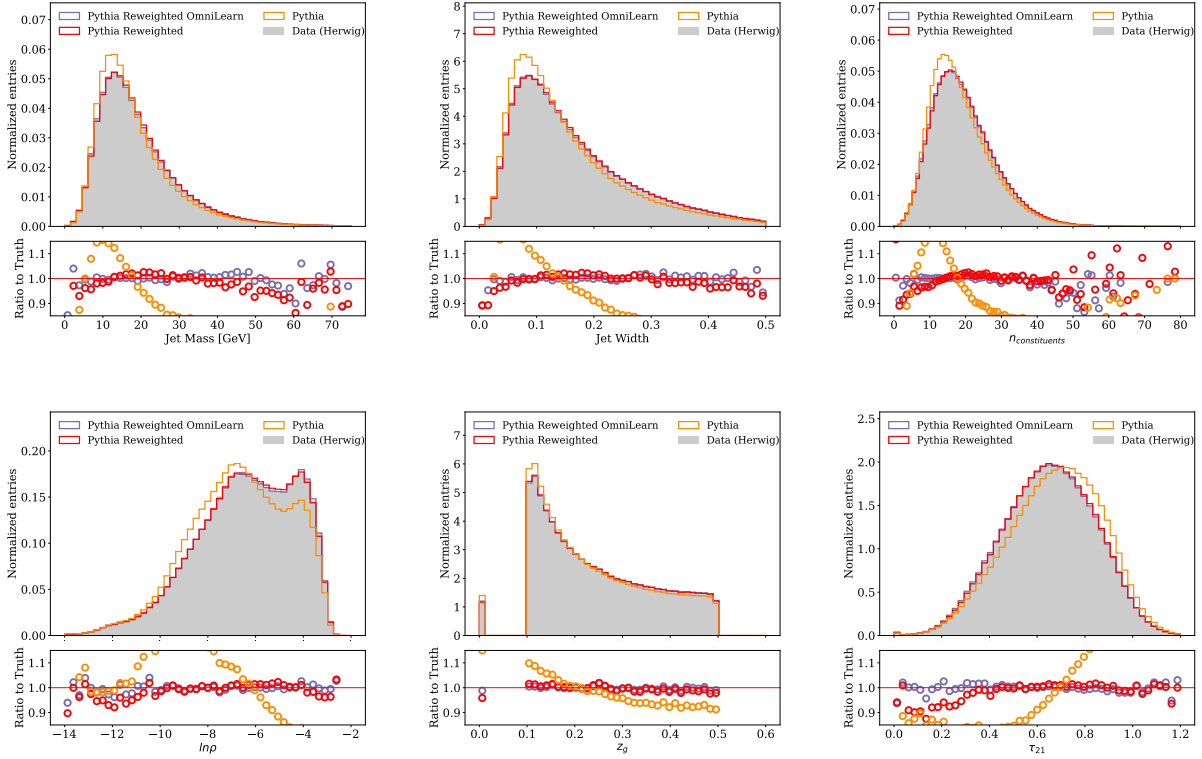 Pythia Reweighted OmniLearn
Pythia Reweighted
Pythia
Data (Herwig)
Normalized entries
0.07
0.06
0.05
0.04
0.03
0.02
0.01
0.00
Ratio to Truth
1.1
1.0
0.9
0 10 20 30 40 50 60 70
Jet Mass [GeV]
Pythia Reweighted OmniLearn
Pythia Reweighted
Pythia
Data (Herwig)
Normalized entries
8
7
6
5
4
3
2
1
0
Ratio to Truth
1.1
1.0
0.9
0.0 0.1 0.2 0.3 0.4 0.5
Jet Width
Pythia Reweighted OmniLearn
Pythia Reweighted
Pythia
Data (Herwig)
Normalized entries
0.07
0.06
0.05
0.04
0.03
0.02
0.01
0.00
Ratio to Truth
1.1
1.0
0.9
0 10 20 30 40 50 60 70 80
n_constituents
Pythia Reweighted OmniLearn
Pythia Reweighted
Pythia
Data (Herwig)
Normalized entries
0.20
0.15
0.10
0.05
0.00
Ratio to Truth
1.1
1.0
0.9
−14 −12 −10 −8 −6 −4 −2
lnρ
Pythia Reweighted OmniLearn
Pythia Reweighted
Pythia
Data (Herwig)
Normalized entries
7
6
5
4
3
2
1
0
Ratio to Truth
1.1
1.0
0.9
0.0 0.1 0.2 0.3 0.4 0.5 0.6
z_g
Pythia Reweighted OmniLearn
Pythia Reweighted
Pythia
Data (Herwig)
Normalized entries
2.5
2.0
1.5
1.0
0.5
0.0
Ratio to Truth
1.1
1.0
0.9
0.0 0.2 0.4 0.6 0.8 1.0 1.2
τ_21